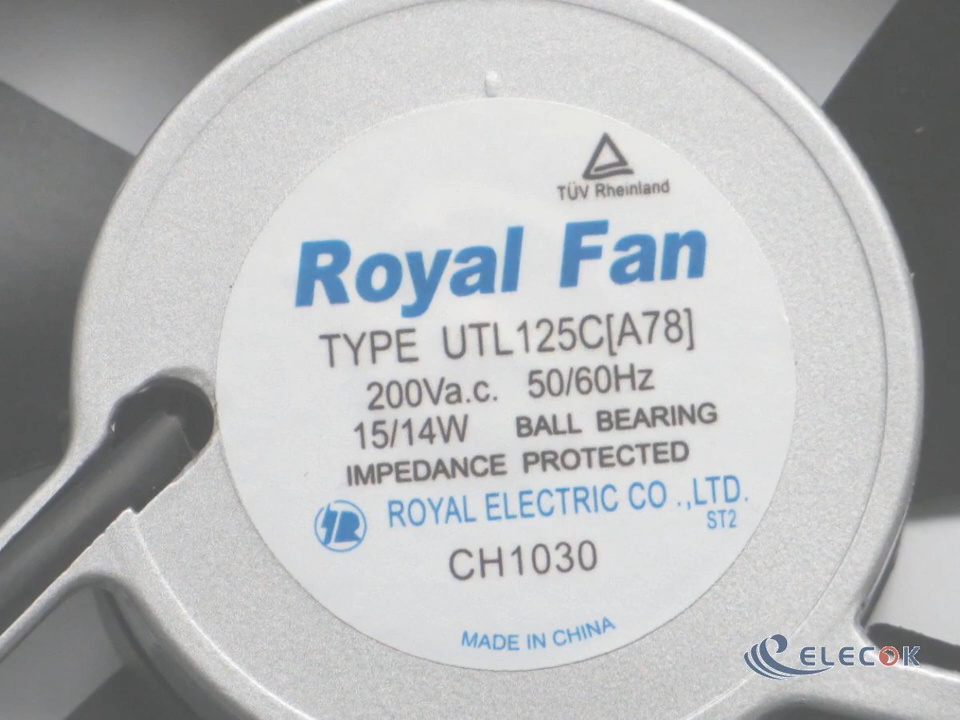 TÜV Rheinland
Royal Fan
TYPE UTL125C[A78]
200Va.c. 50/60Hz
15/14W BALL BEARING
IMPEDANCE PROTECTED
ROYAL ELECTRIC CO .,LTD.
ST2
CH1030
MADE IN CHINA
ELECOK